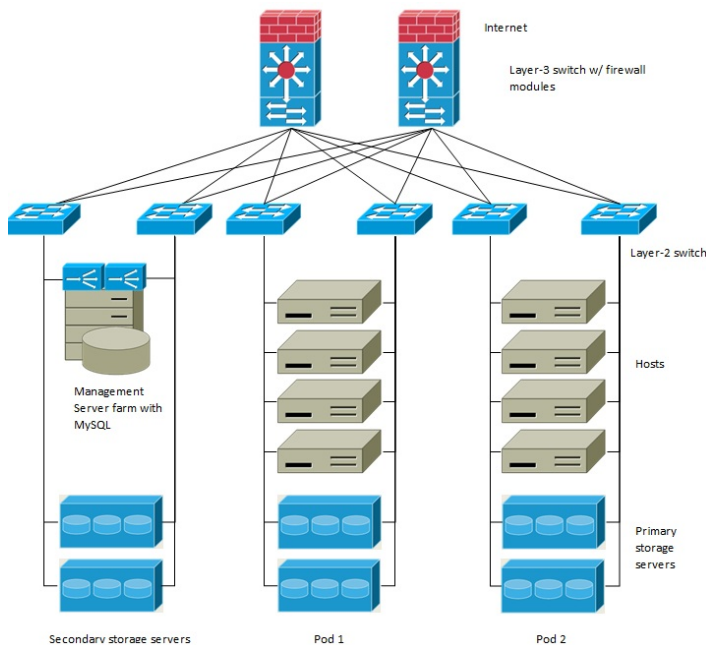 Internet
Layer-3 switch w/ firewall
modules
Layer-2 switch
Management
Server farm with
MySQL
Hosts
Primary
storage
servers
Secondary storage servers
Pod 1
Pod 2